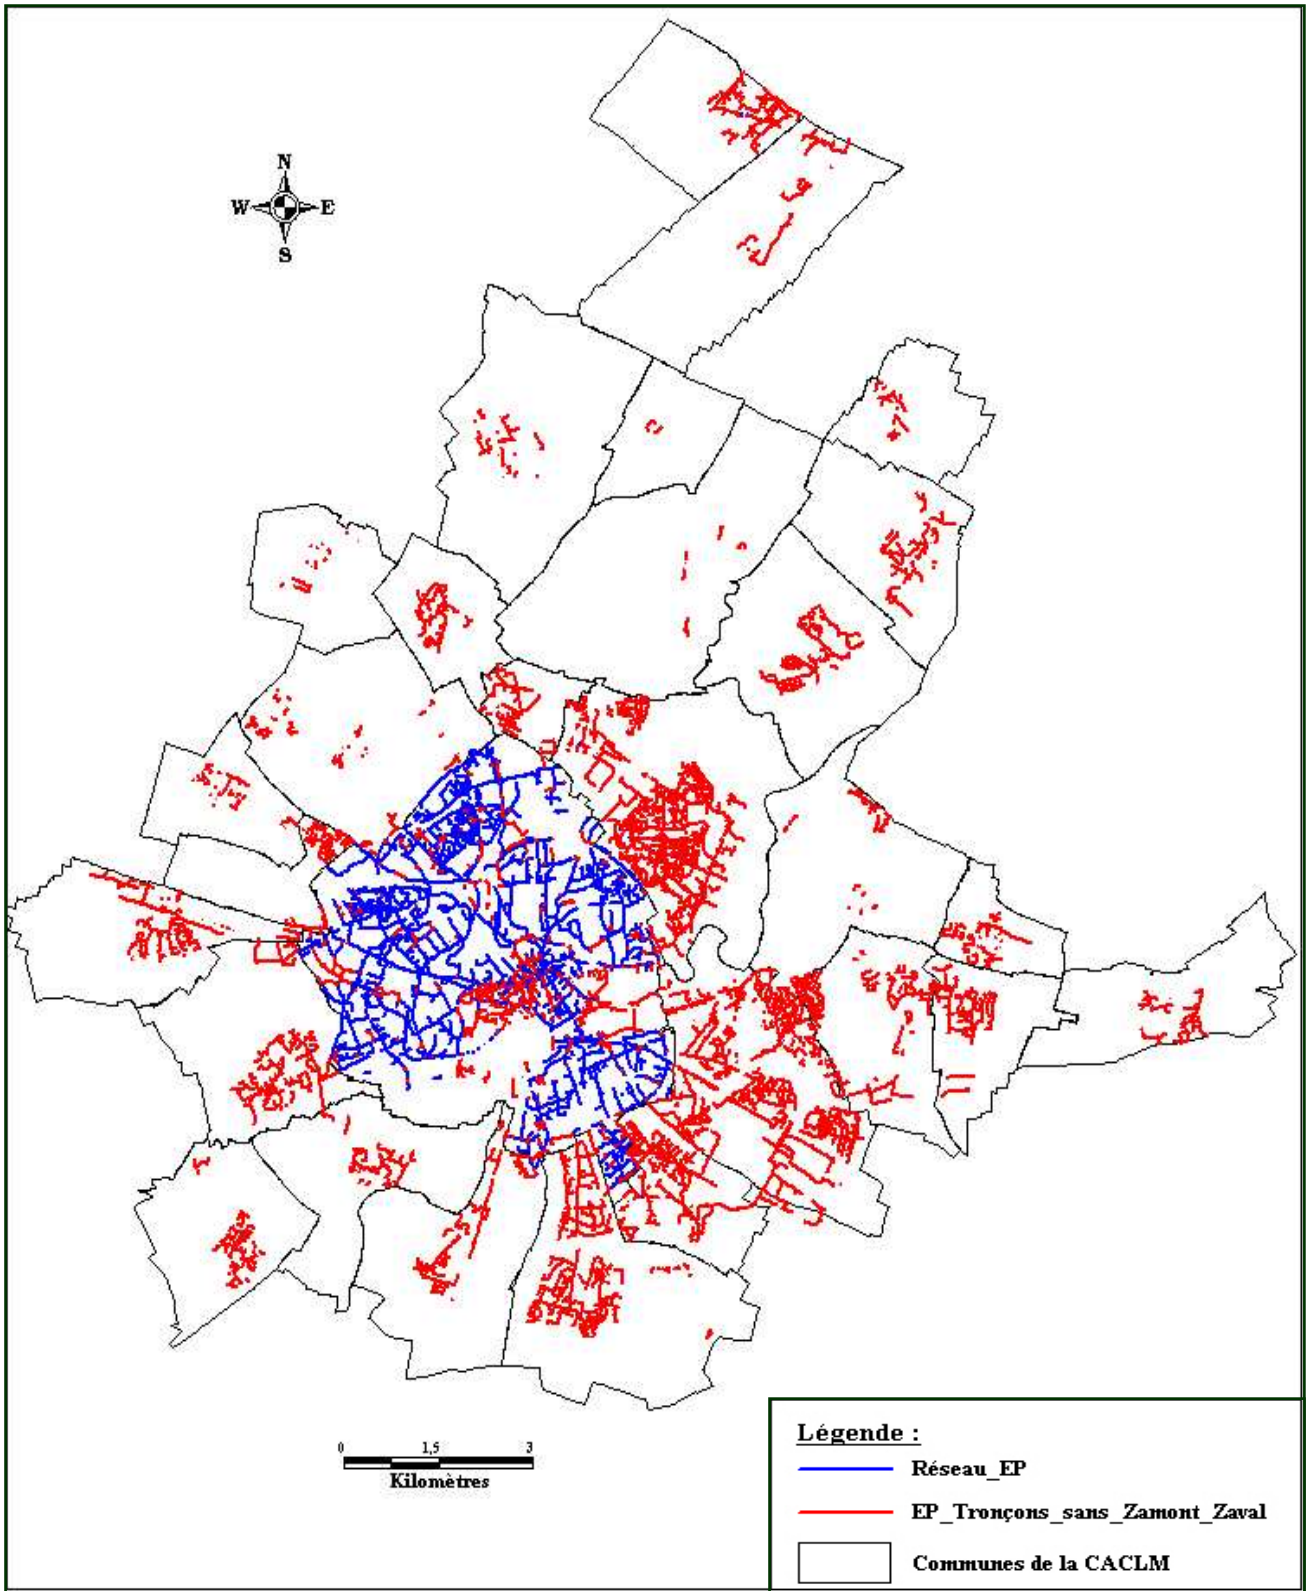 N
W E
S
0 1,5 3
Kilomètres
Légende :
Réseau_EP
EP_Tronçons_sans_Zamont_Zaval
Communes de la CACLM